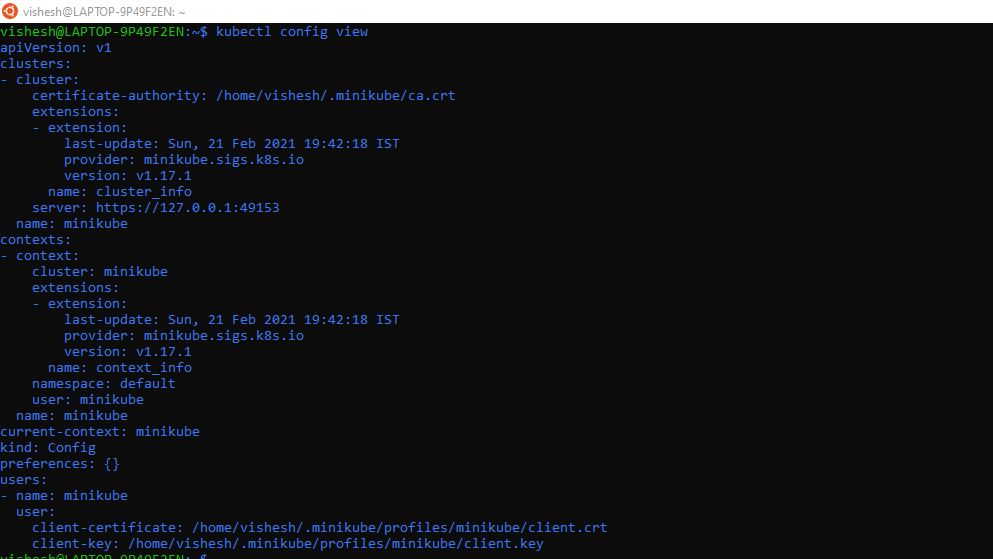 vishesh@LAPTOP-9P49F2EN: ~
vishesh@LAPTOP-9P49F2EN:~$ kubectl config view
apiVersion: v1
clusters:
- cluster:
    certificate-authority: /home/vishesh/.minikube/ca.crt
    extensions:
    - extension:
        last-update: Sun, 21 Feb 2021 19:42:18 IST
        provider: minikube.sigs.k8s.io
        version: v1.17.1
      name: cluster_info
    server: https://127.0.0.1:49153
  name: minikube
contexts:
- context:
    cluster: minikube
    extensions:
    - extension:
        last-update: Sun, 21 Feb 2021 19:42:18 IST
        provider: minikube.sigs.k8s.io
        version: v1.17.1
      name: context_info
    namespace: default
    user: minikube
  name: minikube
current-context: minikube
kind: Config
preferences: {}
users:
- name: minikube
  user:
    client-certificate: /home/vishesh/.minikube/profiles/minikube/client.crt
    client-key: /home/vishesh/.minikube/profiles/minikube/client.key
vishesh@LAPTOP-9P49F2EN:~$